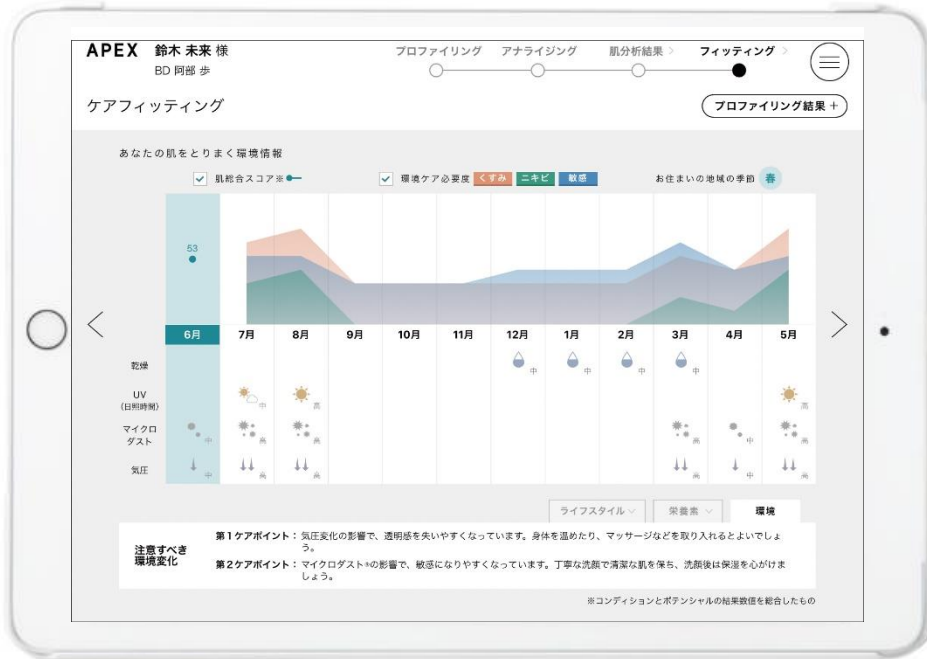 APEX 鈴木 未来 様
BD 阿部 歩
プロファイリング アナライジング 肌分析結果 > フィッティング >
ケアフィッティング
プロファイリング結果 +
あなたの肌をとりまく環境情報
肌総合スコア※
環境ケア必要度 くすみ ニキビ 敏感
お住まいの地域の季節 春
53
6月 7月 8月 9月 10月 11月 12月 1月 2月 3月 4月 5月
乾燥 中 中 中 中
UV
(日照時間) 中 高 高
マイクロ
ダスト 中 高 高 高 中 高
気圧 中 高 高 高 中 高
ライフスタイル 栄養素 環境
注意すべき
環境変化
第1ケアポイント：気圧変化の影響で、透明感を失いやすくなっています。身体を温めたり、マッサージなどを取り入れるとよいでしょ
う。
第2ケアポイント：マイクロダスト※の影響で、敏感になりやすくなっています。丁寧な洗顔で清潔な肌を保ち、洗顔後は保湿を心がけま
しょう。
※コンディションとポテンシャルの結果数値を総合したもの